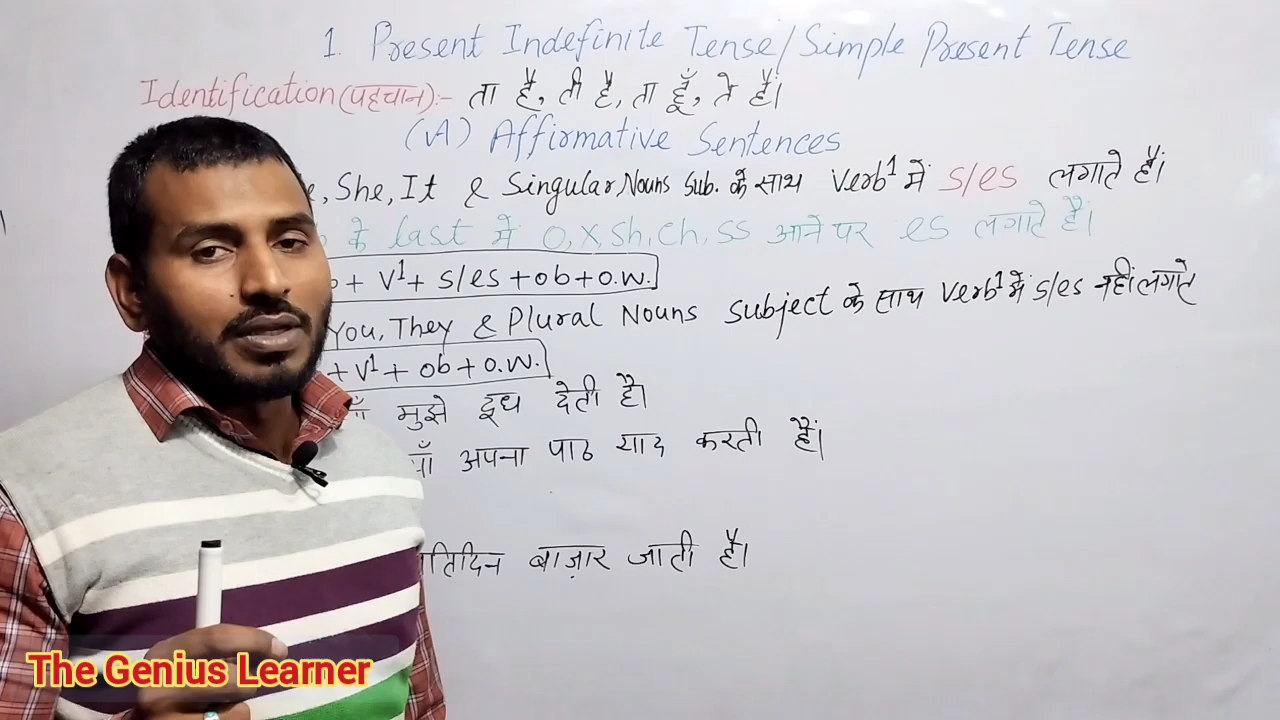 1. Present Indefinite Tense/Simple Present Tense
Identification (पहचान):- ता है, ती है, ता हूँ, ते हैं।
(A) Affirmative Sentences
, She, It & Singular Nouns Sub. के साथ Verb¹ में s/es लगाते हैं।
के last में O, X, Sh, Ch, SS आने पर es लगाते हैं।
+ V¹ + s/es + ob + o.w.
You, They & Plural Nouns Subject के साथ Verb¹ में s/es नहीं लगाते
+ V¹ + ob + o.w.
मुझे दूध देती है।
अपना पाठ याद करती हैं।
बाज़ार जाती है।
The Genius Learner